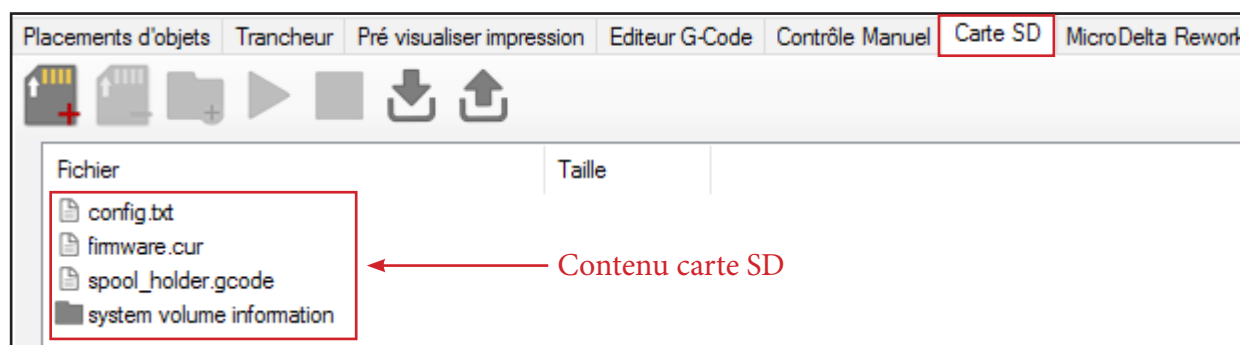 Placements d'objets Trancheur Pré visualiser impression Editeur G-Code Contrôle Manuel Carte SD MicroDelta Rework
Fichier Taille
config.txt
firmware.cur
spool_holder.gcode
Contenu carte SD
system volume information